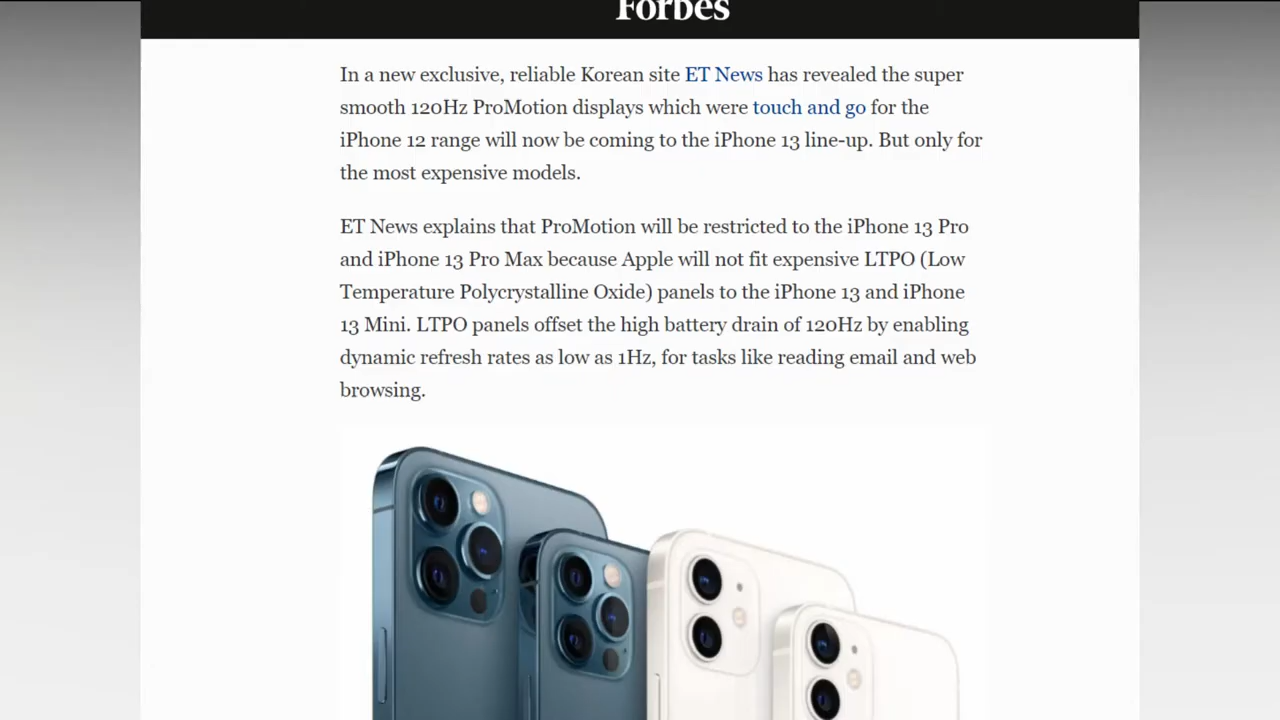 Forbes
In a new exclusive, reliable Korean site ET News has revealed the super
smooth 120Hz ProMotion displays which were touch and go for the
iPhone 12 range will now be coming to the iPhone 13 line-up. But only for
the most expensive models.
ET News explains that ProMotion will be restricted to the iPhone 13 Pro
and iPhone 13 Pro Max because Apple will not fit expensive LTPO (Low
Temperature Polycrystalline Oxide) panels to the iPhone 13 and iPhone
13 Mini. LTPO panels offset the high battery drain of 120Hz by enabling
dynamic refresh rates as low as 1Hz, for tasks like reading email and web
browsing.